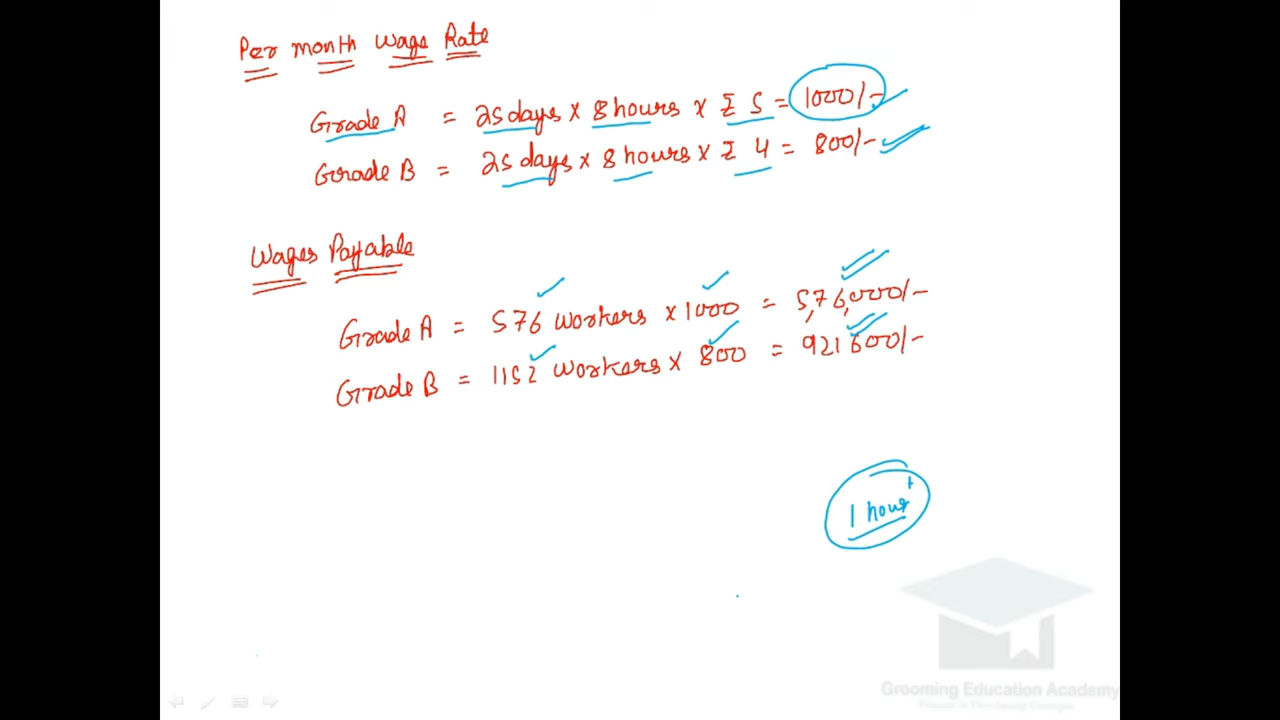 Per month Wage Rate
Grade A = 25 days × 8 hours × ₹ 5 = 1000/-
Grade B = 25 days × 8 hours × ₹ 4 = 800/-
Wages Payable
Grade A = 576 workers × 1000 = 5,76,000/-
Grade B = 1152 workers × 800 = 921600/-
1 hour
Grooming Education Academy